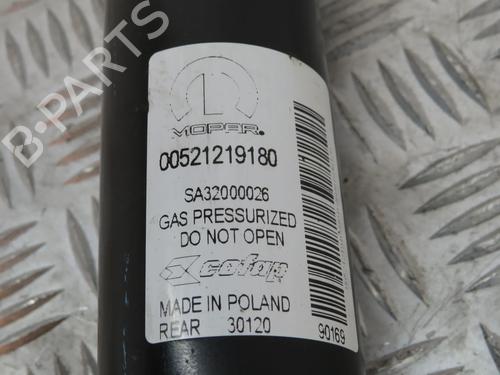 B-PARTS
MOPAR.
00521219180
SA32000026
GAS PRESSURIZED
DO NOT OPEN
cofap
MADE IN POLAND
REAR 30120
90169